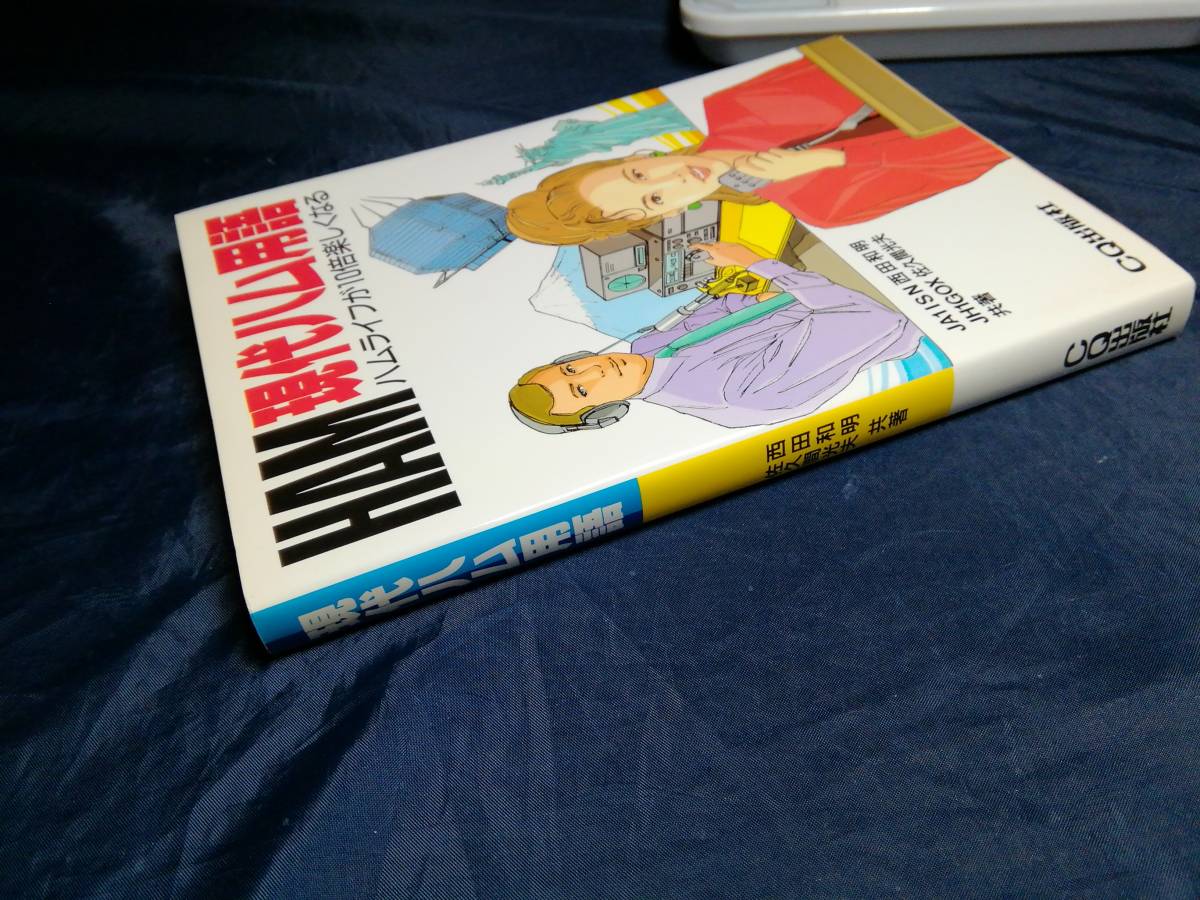 HAM
現代ハム用語
ハムライフが10倍楽しくなる
JA1ISN 西田和明
JH1GOX 佐久間光夫
共著
CQ出版社
現代ハム用語
西田和明
佐久間光夫
共著
CQ出版社